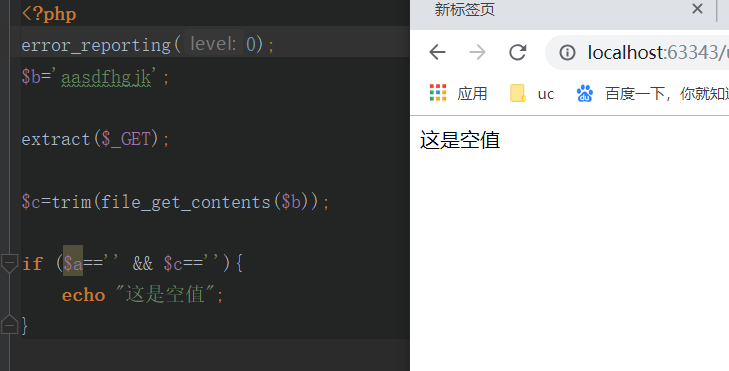 <?php
error_reporting( level: 0);
$b='aasdfhgjk';
extract($_GET);
$c=trim(file_get_contents($b));
if ($a=='' && $c==''){
echo "这是空值";
}
新标签页
localhost:63343/
应用 uc 百度一下，你就知道
这是空值